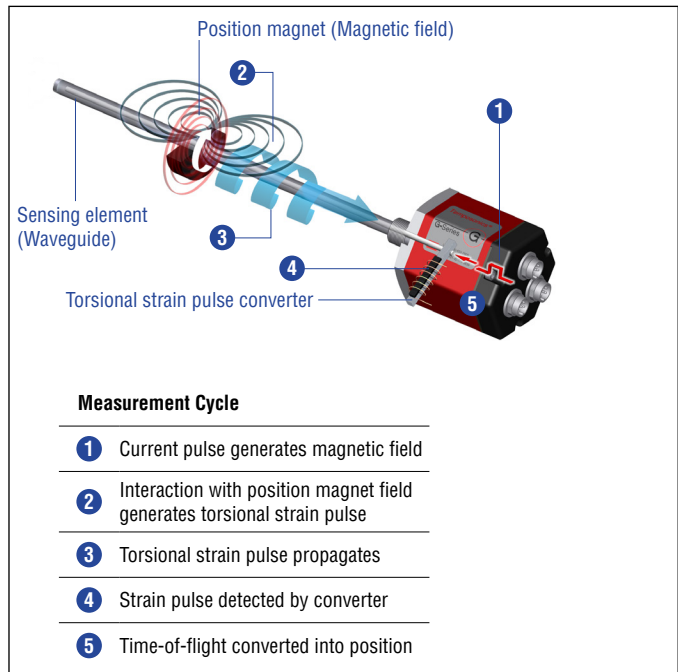 Position magnet (Magnetic field)
2
1
Sensing element
(Waveguide)
3
4
Torsional strain pulse converter
5
G-Series
Measurement Cycle
1 Current pulse generates magnetic field
2 Interaction with position magnet field
generates torsional strain pulse
3 Torsional strain pulse propagates
4 Strain pulse detected by converter
5 Time-of-flight converted into position